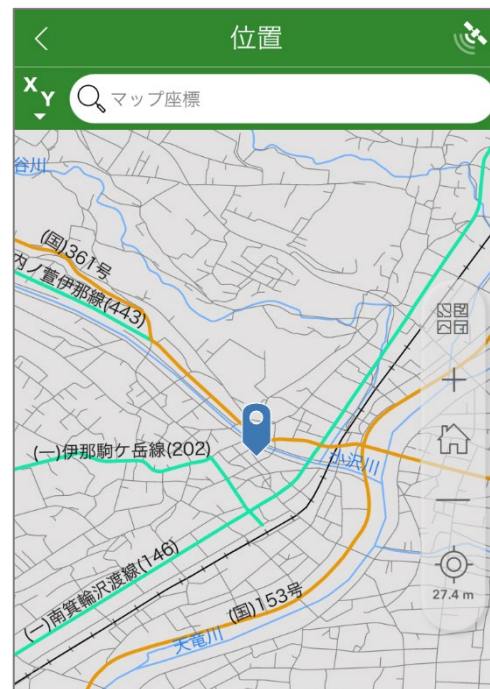 位置
XY
マップ座標
谷川
(国)361号
内ノ萱伊那線(443)
(一)伊那駒ケ岳線(202)
小沢川
27.4 m
(一)南箕輪沢渡線(146)
(国)153号
天竜川